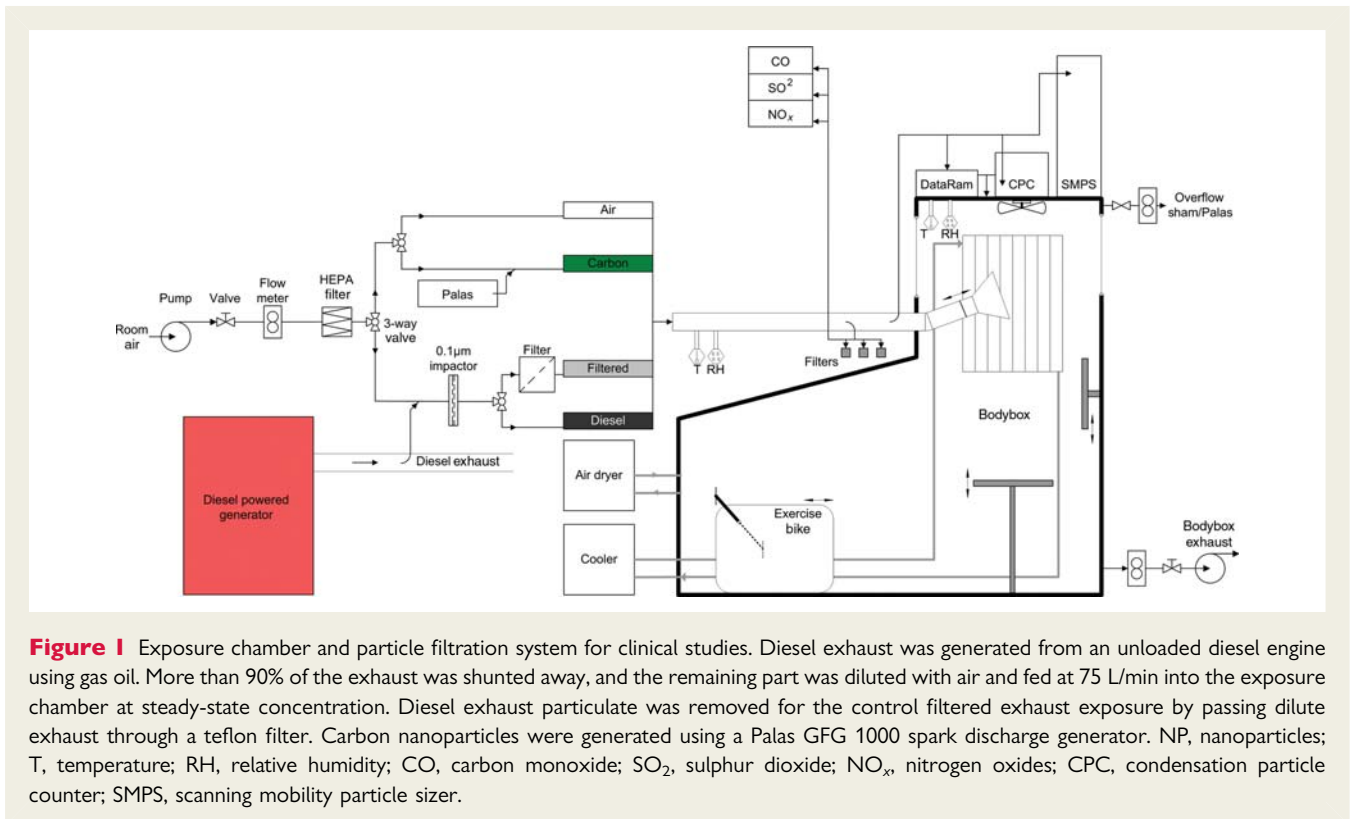 CO
SO²
NOₓ
DataRam
CPC
SMPS
T
RH
Overflow
sham/Palas
Air
Carbon
Palas
Pump
Valve
Flow
meter
HEPA
filter
Room
air
3-way
valve
0.1μm
impactor
Filter
Filtered
Diesel
T RH
Filters
Bodybox
Diesel exhaust
Diesel powered
generator
Air dryer
Exercise
bike
Cooler
Bodybox
exhaust
Figure 1 Exposure chamber and particle filtration system for clinical studies. Diesel exhaust was generated from an unloaded diesel engine
using gas oil. More than 90% of the exhaust was shunted away, and the remaining part was diluted with air and fed at 75 L/min into the exposure
chamber at steady-state concentration. Diesel exhaust particulate was removed for the control filtered exhaust exposure by passing dilute
exhaust through a teflon filter. Carbon nanoparticles were generated using a Palas GFG 1000 spark discharge generator. NP, nanoparticles;
T, temperature; RH, relative humidity; CO, carbon monoxide; SO₂, sulphur dioxide; NOₓ, nitrogen oxides; CPC, condensation particle
counter; SMPS, scanning mobility particle sizer.